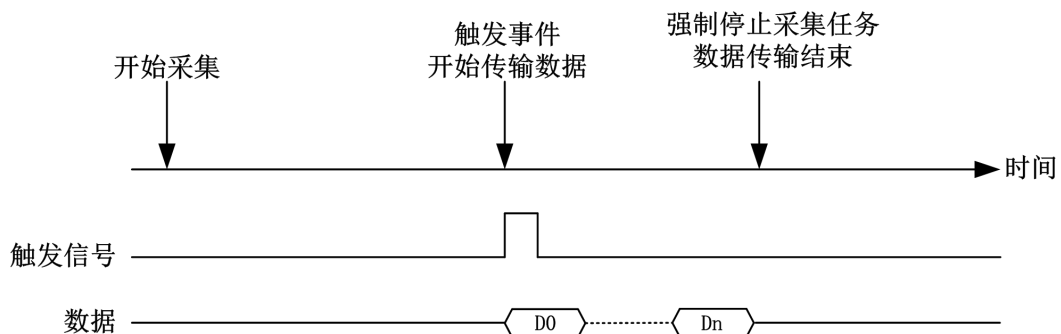 触发事件
强制停止采集任务
开始采集
开始传输数据
数据传输结束
时间
触发信号
数据
D0
Dn